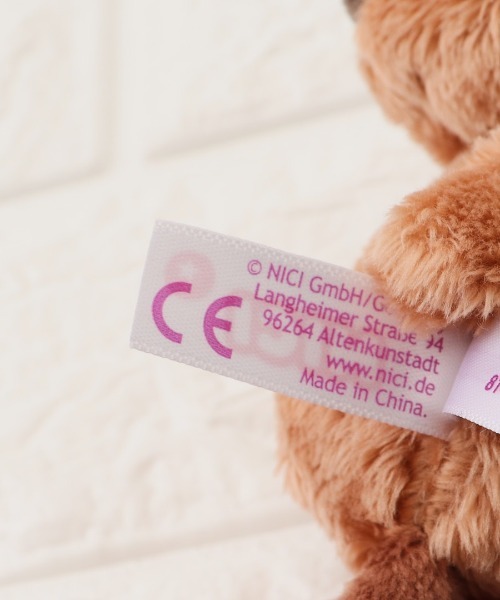 CE
© NICI GmbH/G
Langheimer Straße 94
96264 Altenkunstadt
www.nici.de
Made in China.